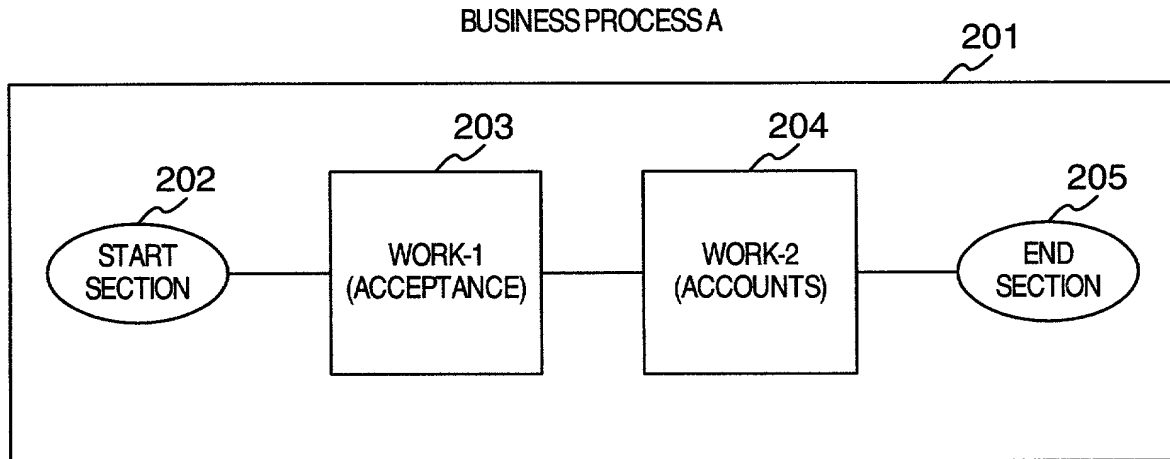 BUSINESS PROCESS A
201
203
204
202
205
START
SECTION
WORK-1
(ACCEPTANCE)
WORK-2
(ACCOUNTS)
END
SECTION